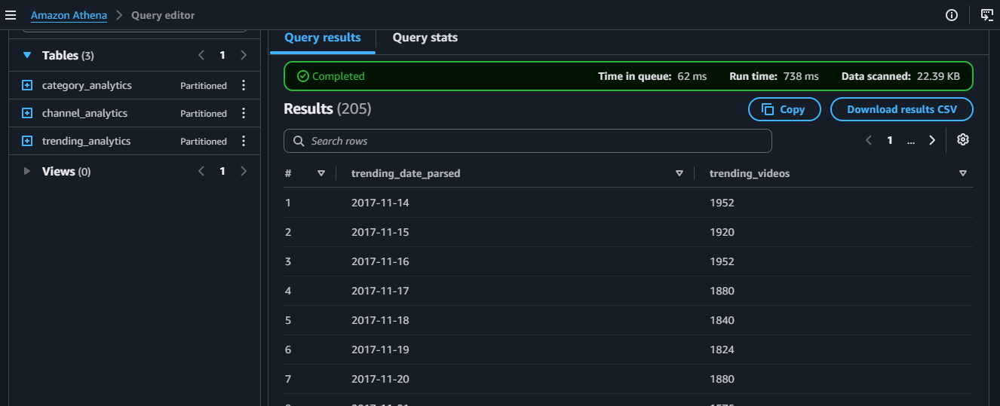 Amazon Athena > Query editor
Tables (3) < 1 >
category_analytics Partitioned
channel_analytics Partitioned
trending_analytics Partitioned
Views (0) < 1 >
Query results Query stats
Completed Time in queue: 62 ms Run time: 738 ms Data scanned: 22.39 KB
Results (205) Copy Download results CSV
Search rows < 1 ... >
# trending_date_parsed trending_videos
1 2017-11-14 1952
2 2017-11-15 1920
3 2017-11-16 1952
4 2017-11-17 1880
5 2017-11-18 1840
6 2017-11-19 1824
7 2017-11-20 1880